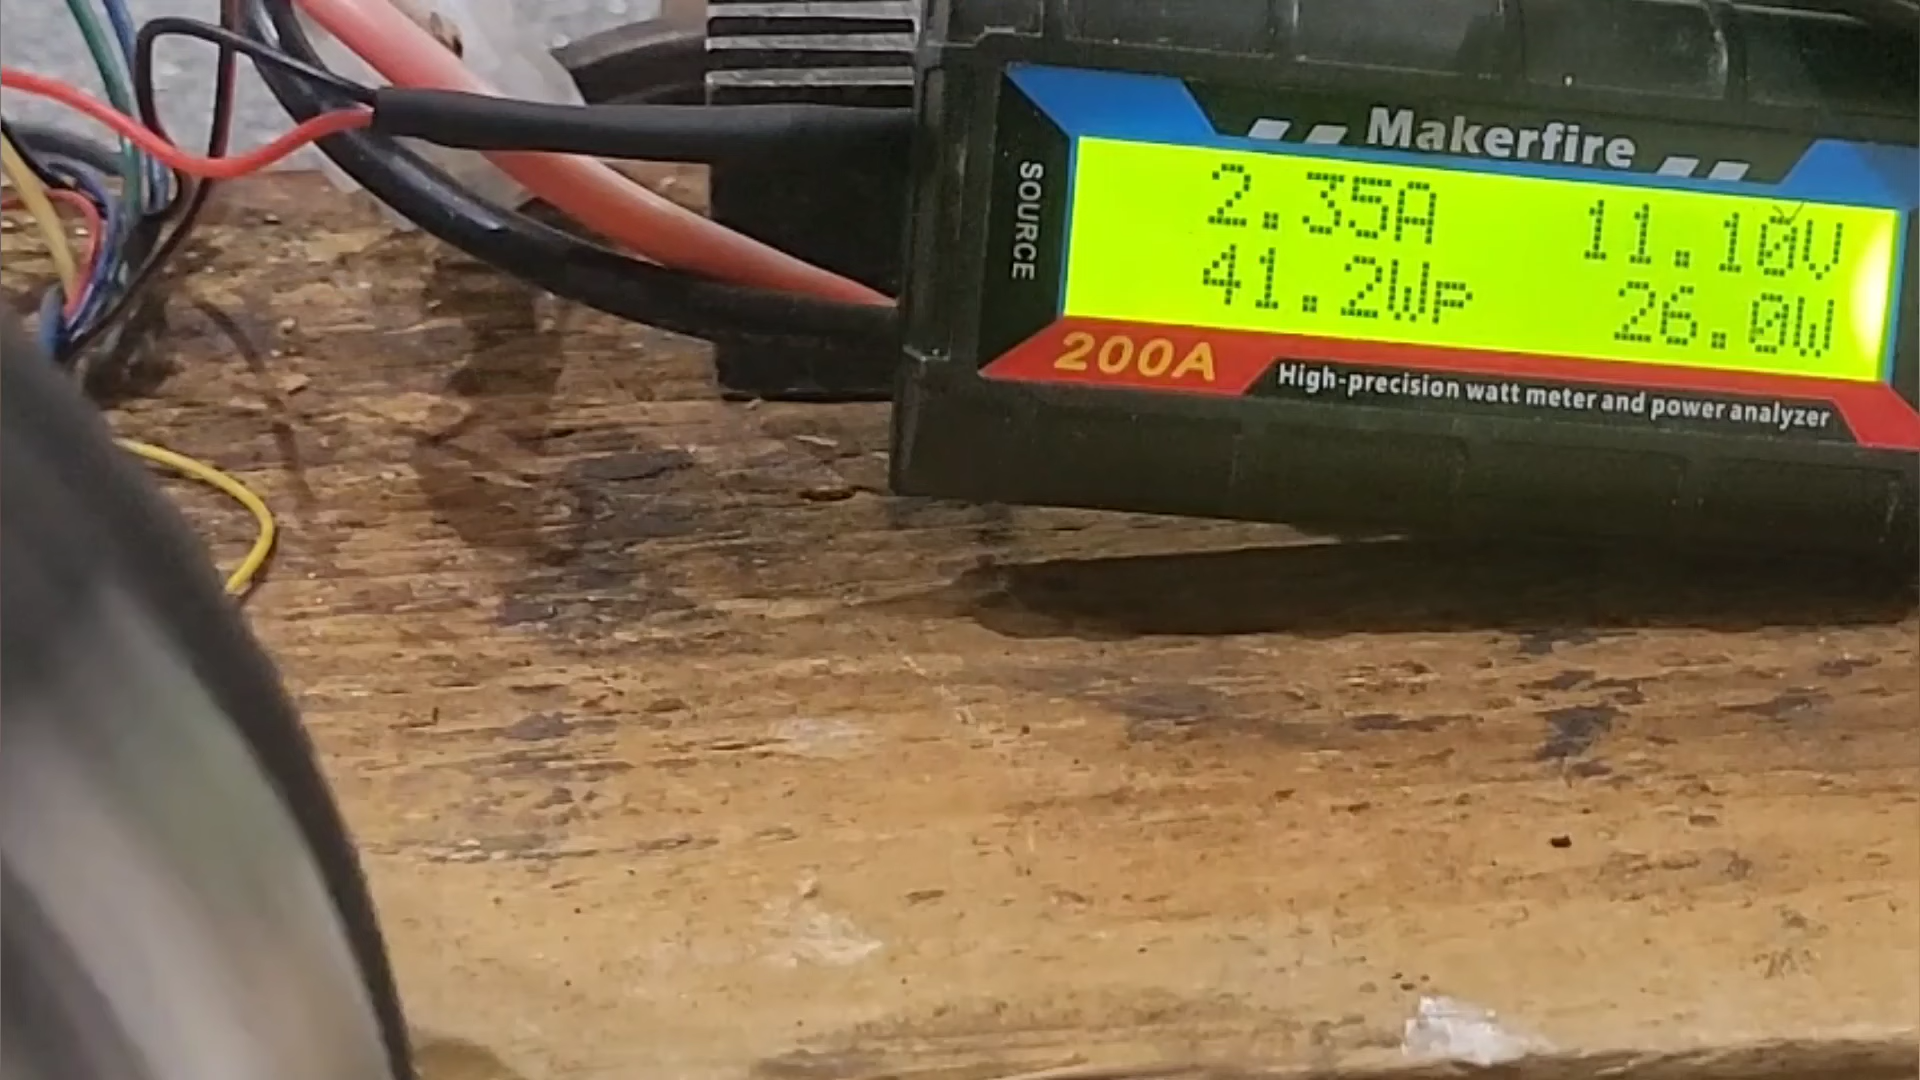 Makerfire
SOURCE
2.35A 11.10V
41.2Wp 26.0W
200A
High-precision watt meter and power analyzer